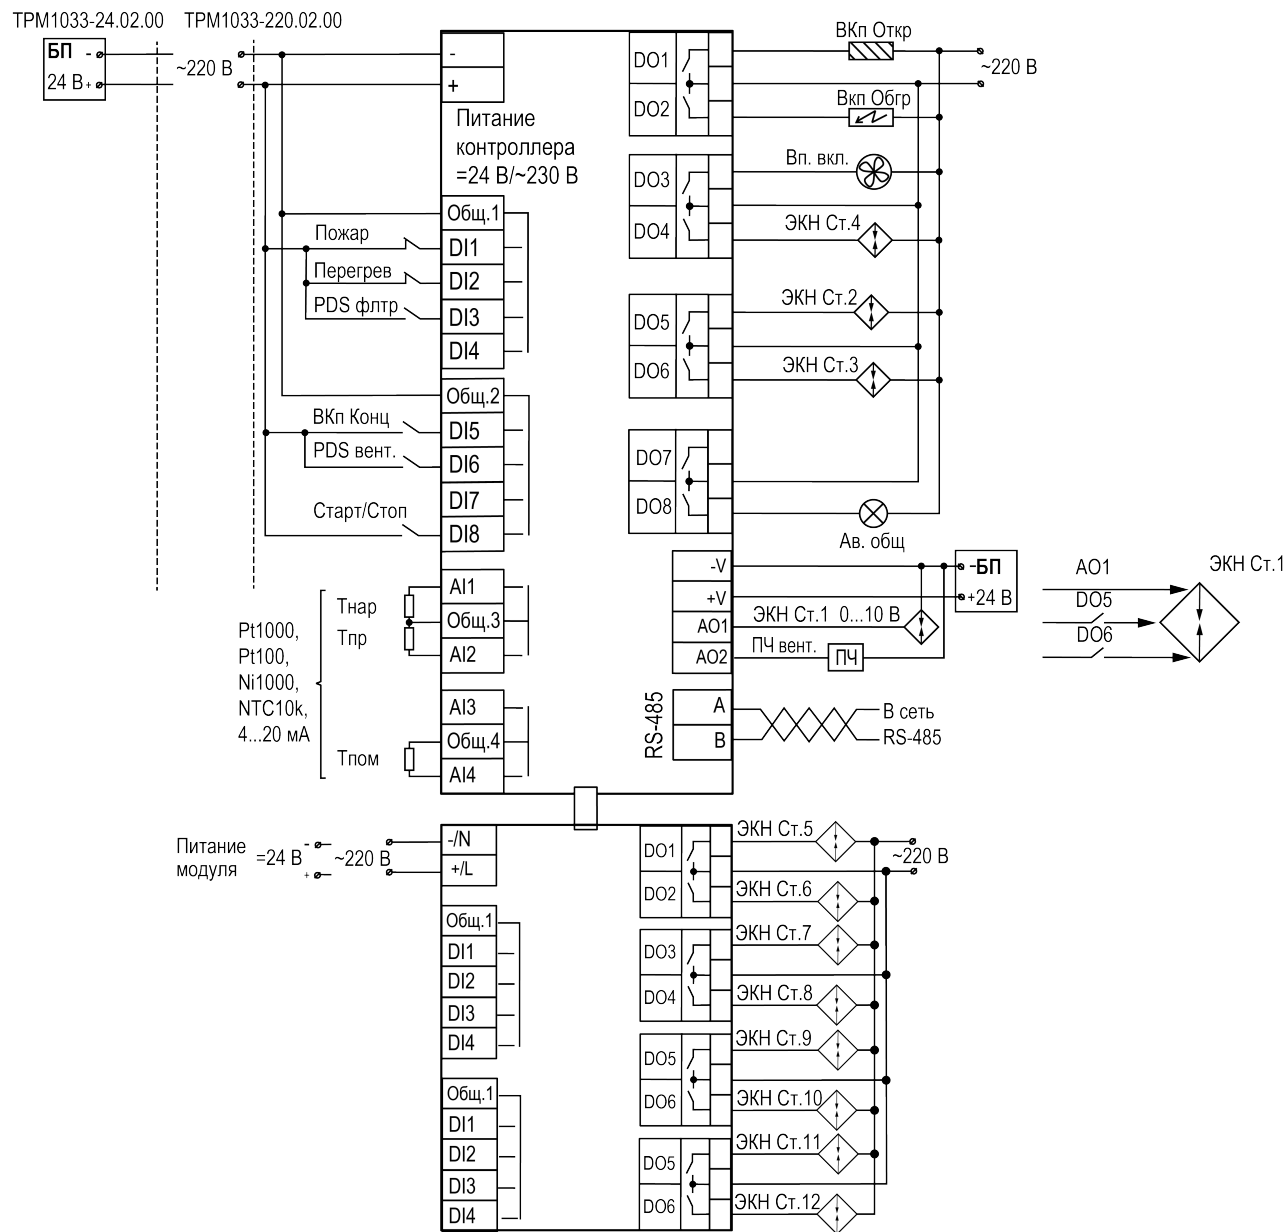 ТРМ1033-24.02.00
ТРМ1033-220.02.00
БП -
24 В +
~220 В
-
+
Питание
контроллера
=24 В/~230 В
Общ.1
Пожар
DI1
Перегрев
DI2
PDS флтр
DI3
DI4
Общ.2
ВКп Конц
DI5
PDS вент.
DI6
DI7
Старт/Стоп
DI8
AI1
Тнар
Общ.3
Тпр
AI2
Pt1000,
Pt100,
Ni1000,
NTC10k,
4...20 мА
AI3
Общ.4
Тпом
AI4
DO1
ВКп Откр
~220 В
DO2
Вкп Обгр
DO3
Вп. вкл.
DO4
ЭКН Ст.4
DO5
ЭКН Ст.2
DO6
ЭКН Ст.3
DO7
DO8
Ав. общ
-V
-БП
+V
+24 В
AO1
ЭКН Ст.1 0...10 В
AO2
ПЧ вент.
ПЧ
AO1
ЭКН Ст.1
DO5
DO6
RS-485
A
B
В сеть
RS-485
Питание
модуля
=24 В
-
+
~220 В
-/N
+/L
Общ.1
DI1
DI2
DI3
DI4
Общ.1
DI1
DI2
DI3
DI4
DO1
ЭКН Ст.5
~220 В
DO2
ЭКН Ст.6
DO3
ЭКН Ст.7
DO4
ЭКН Ст.8
DO5
ЭКН Ст.9
DO6
ЭКН Ст.10
DO5
ЭКН Ст.11
DO6
ЭКН Ст.12